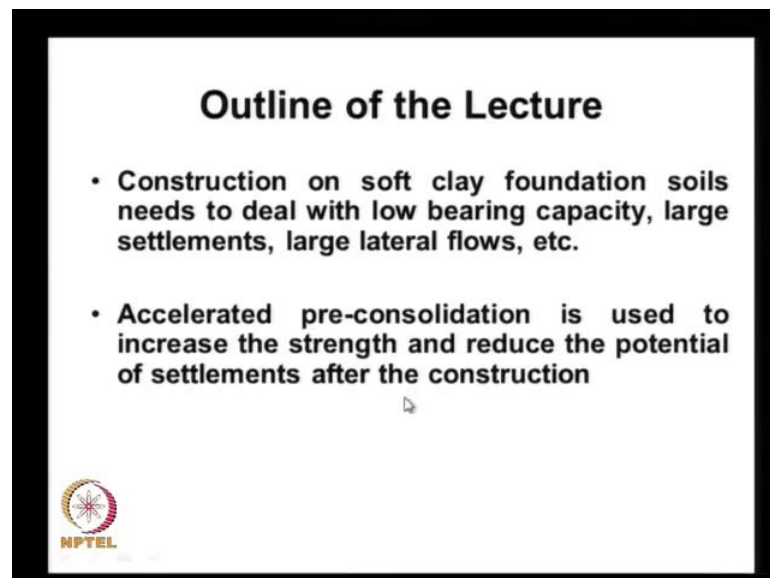 Outline of the Lecture
• Construction on soft clay foundation soils
needs to deal with low bearing capacity, large
settlements, large lateral flows, etc.
• Accelerated pre-consolidation is used to
increase the strength and reduce the potential
of settlements after the construction
NPTEL